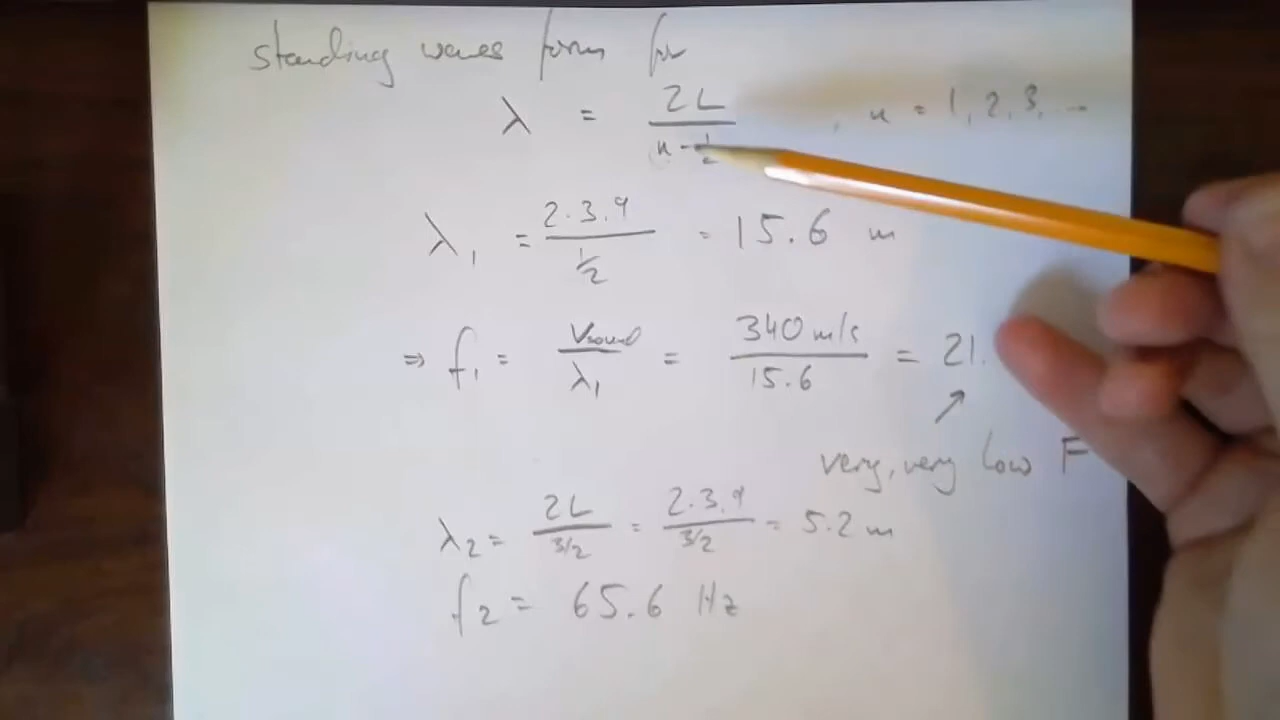 standing waves form for
λ = 2L / n - 1/2 , n = 1, 2, 3, ...
λ₁ = 2·3.9 / 1/2 = 15.6 m
⇒ f₁ = Vsound / λ₁ = 340 m/s / 15.6 = 21.
↗
very, very low F
λ₂ = 2L / 3/2 = 2·3.9 / 3/2 = 5.2 m
f₂ = 65.6 Hz